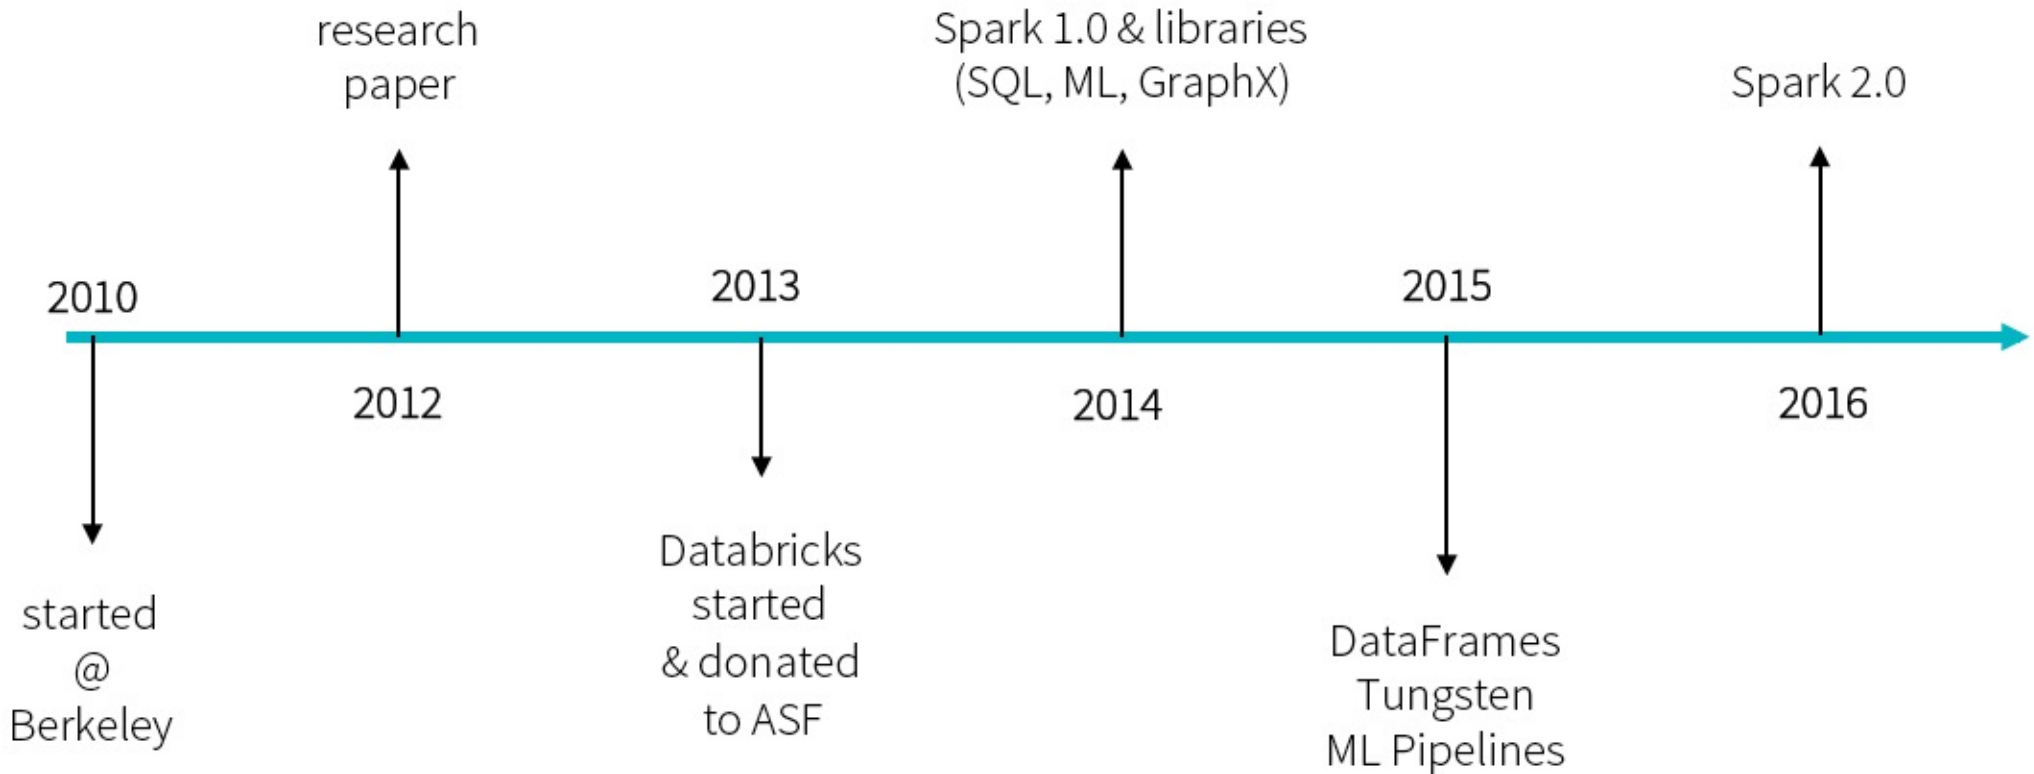 research
paper
Spark 1.0 & libraries
(SQL, ML, GraphX)
Spark 2.0
2010
2013
2015
2012
2014
2016
started
@
Berkeley
Databricks
started
& donated
to ASF
DataFrames
Tungsten
ML Pipelines